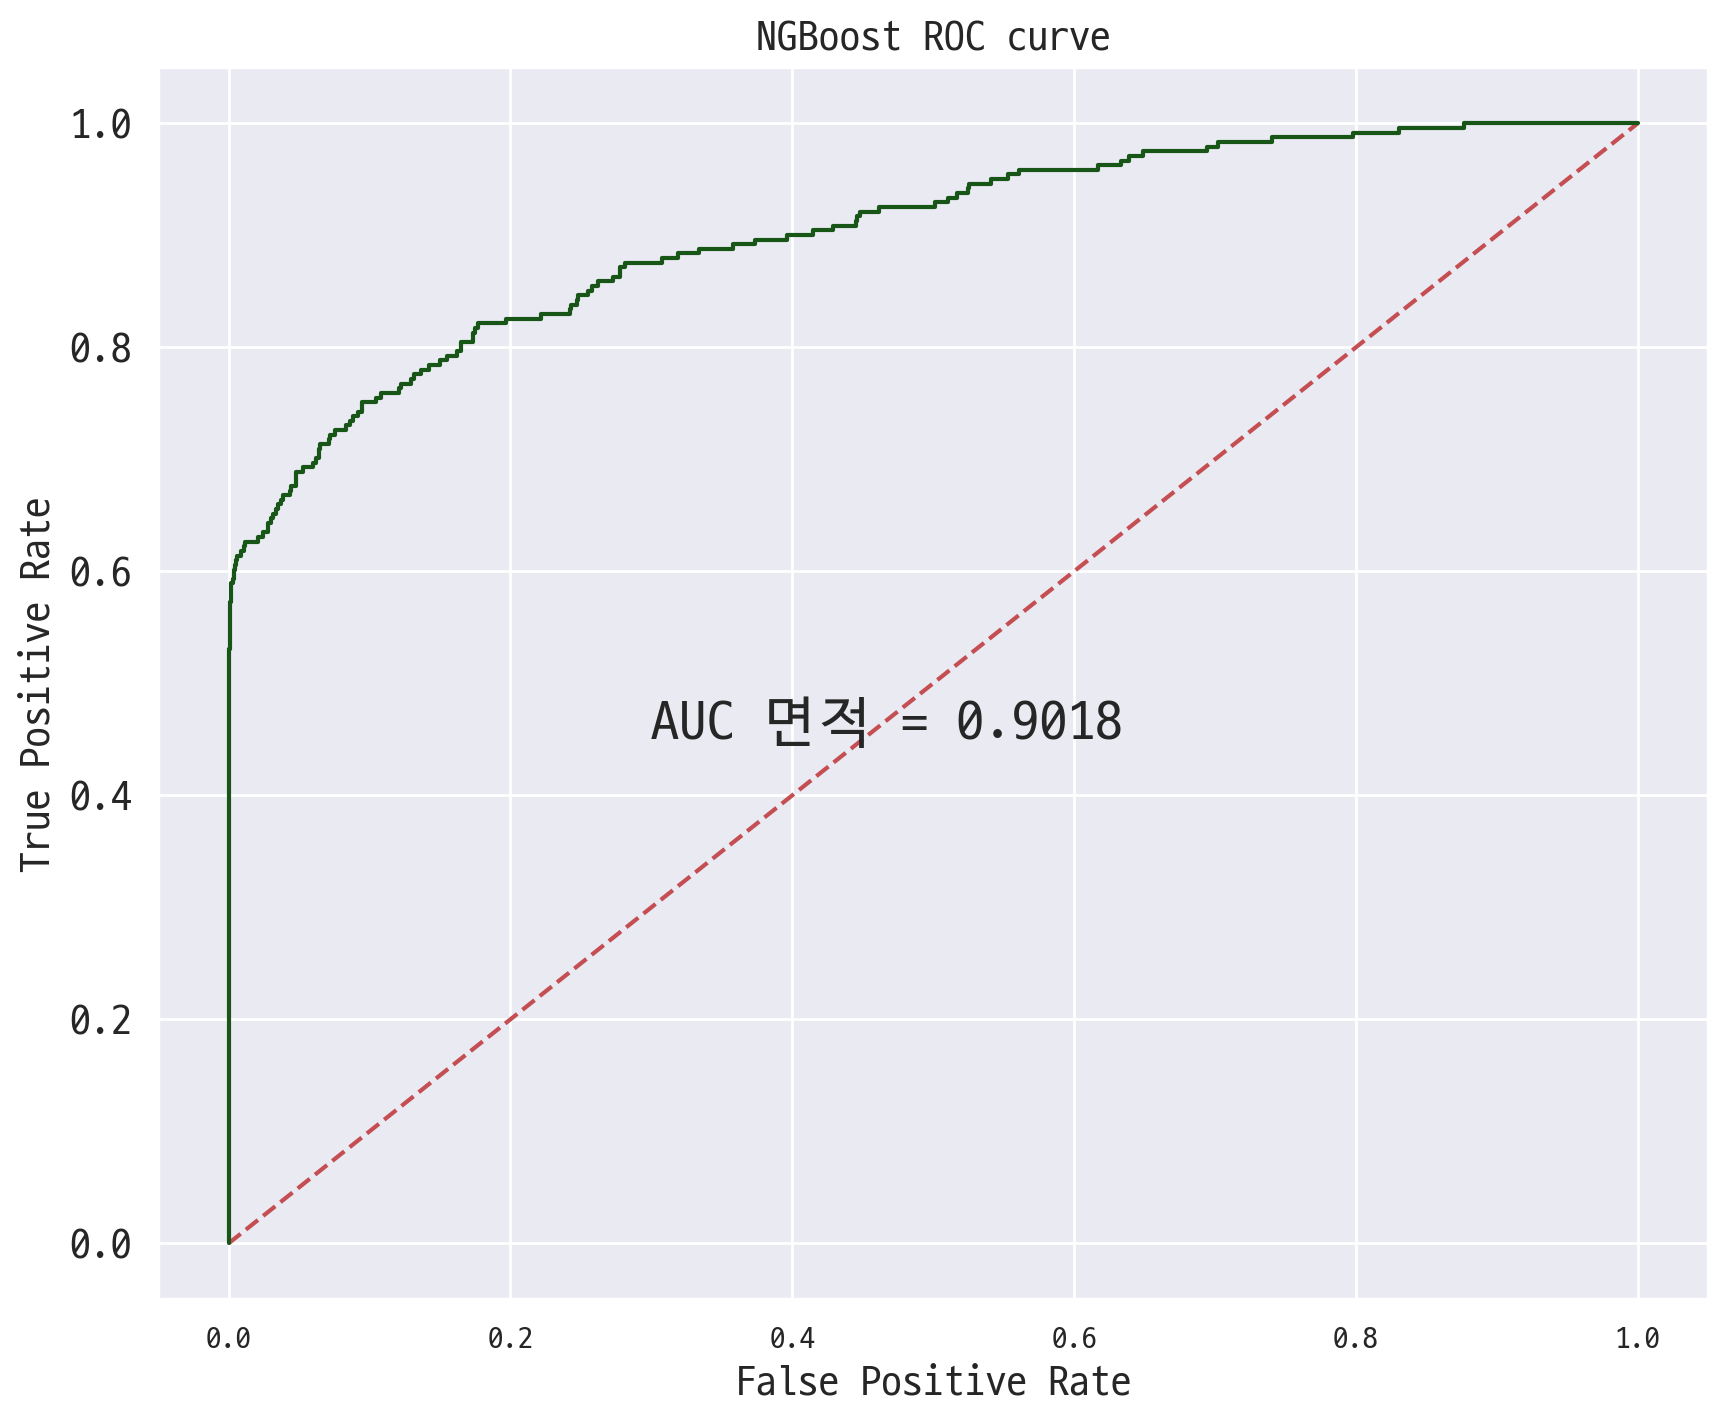 NGBoost ROC curve
1.0
0.8
0.6
0.4
0.2
0.0
True Positive Rate
AUC 면적 = 0.9018
0.0 0.2 0.4 0.6 0.8 1.0
False Positive Rate